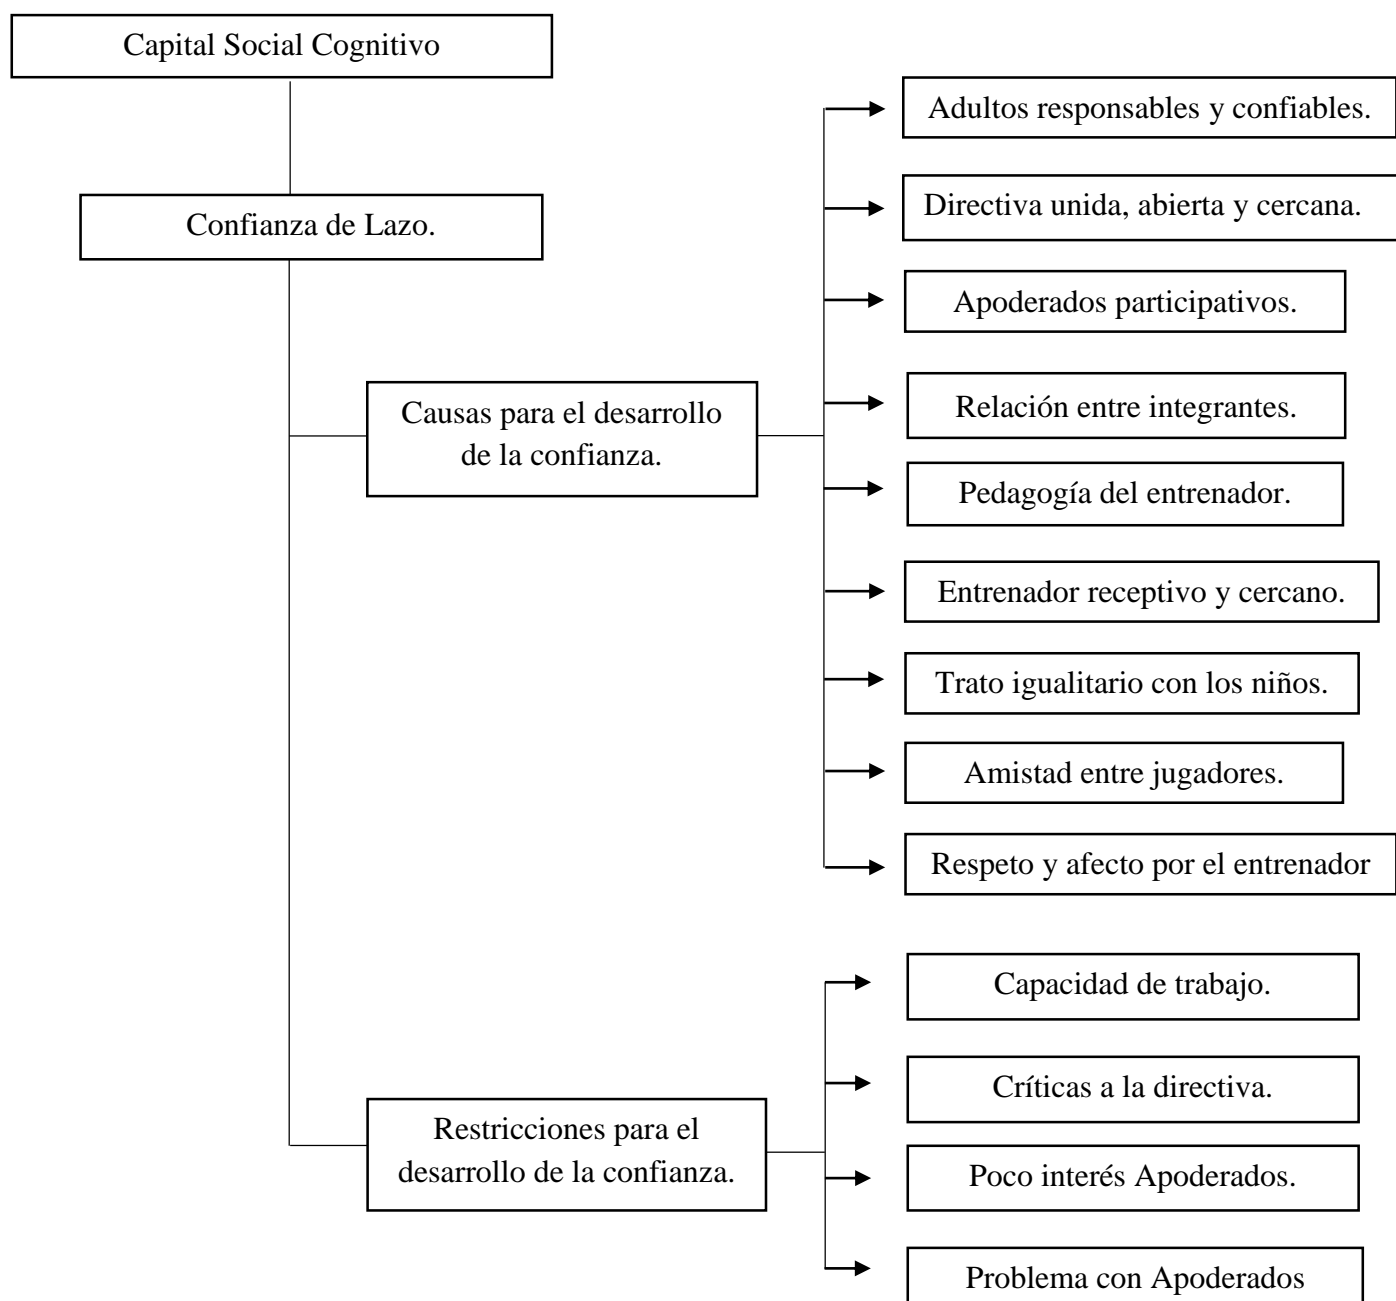 Capital Social Cognitivo
Confianza de Lazo.
Causas para el desarrollo
de la confianza.
Adultos responsables y confiables.
Directiva unida, abierta y cercana.
Apoderados participativos.
Relación entre integrantes.
Pedagogía del entrenador.
Entrenador receptivo y cercano.
Trato igualitario con los niños.
Amistad entre jugadores.
Respeto y afecto por el entrenador
Restricciones para el
desarrollo de la confianza.
Capacidad de trabajo.
Críticas a la directiva.
Poco interés Apoderados.
Problema con Apoderados